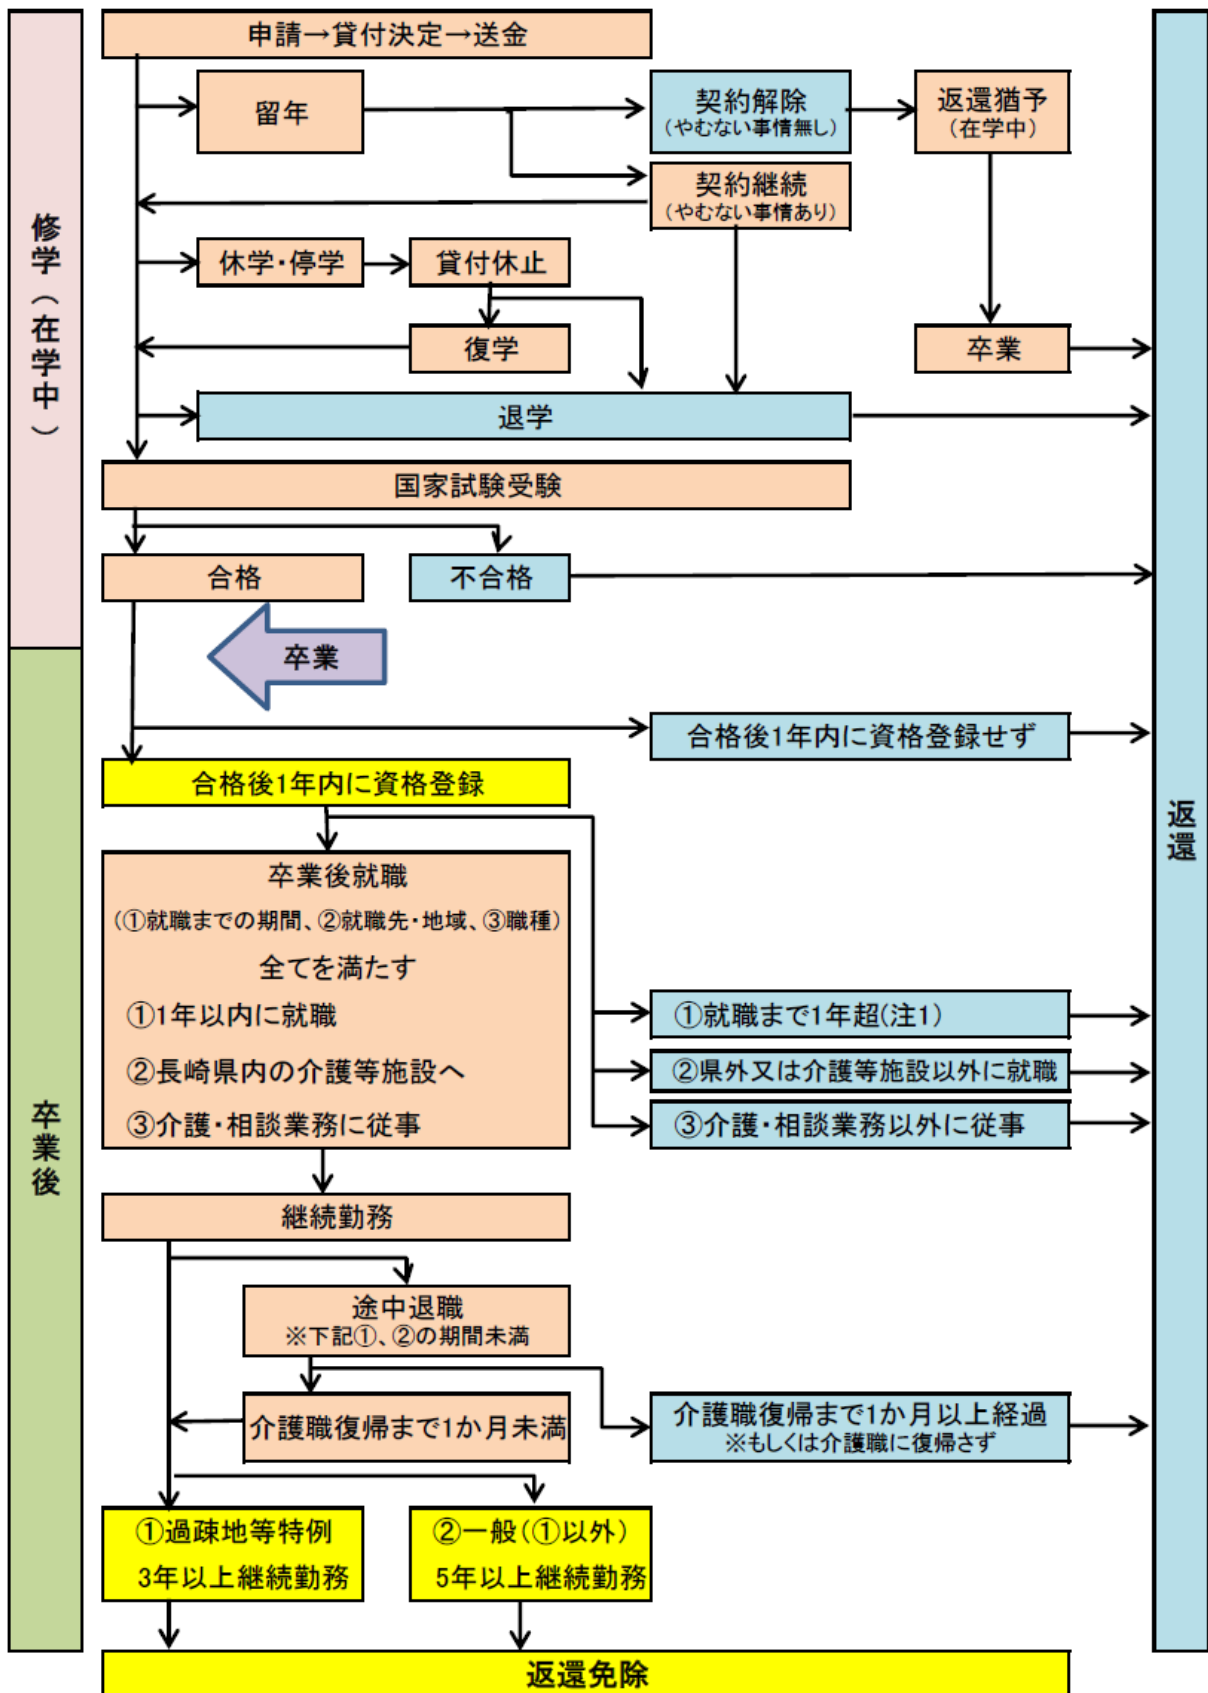 修学（在学中）
申請→貸付決定→送金
留年
契約解除
（やむない事情無し）
返還猶予
（在学中）
契約継続
（やむない事情あり）
休学・停学
貸付休止
復学
卒業
退学
国家試験受験
合格
不合格
卒業
合格後1年内に資格登録せず
合格後1年内に資格登録
返還
卒業後
卒業後就職
（①就職までの期間、②就職先・地域、③職種）
全てを満たす
①1年以内に就職
②長崎県内の介護等施設へ
③介護・相談業務に従事
①就職まで1年超(注1)
②県外又は介護等施設以外に就職
③介護・相談業務以外に従事
継続勤務
途中退職
※下記①、②の期間未満
介護職復帰まで1か月未満
介護職復帰まで1か月以上経過
※もしくは介護職に復帰さず
①過疎地等特例
3年以上継続勤務
②一般（①以外）
5年以上継続勤務
返還免除